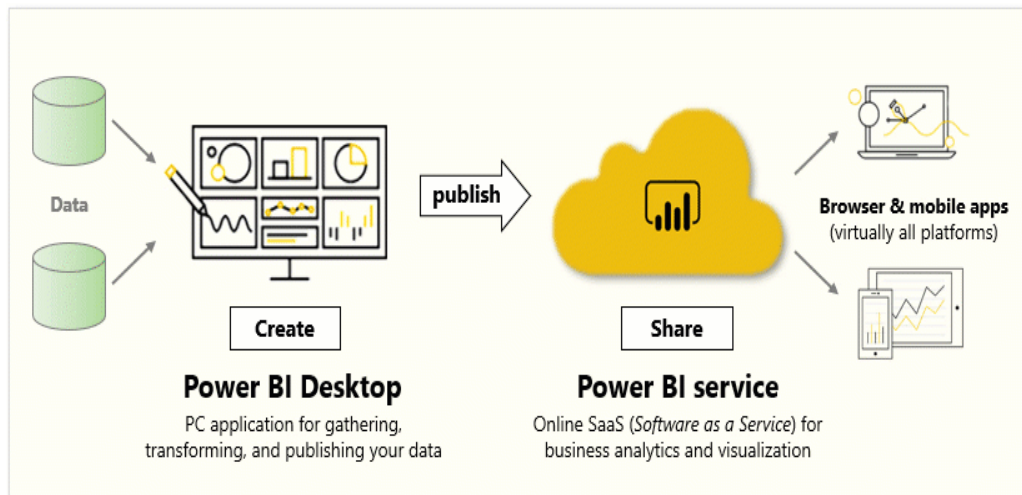 Data
publish
Browser & mobile apps
(virtually all platforms)
Create
Share
Power BI Desktop
PC application for gathering,
transforming, and publishing your data
Power BI service
Online SaaS (Software as a Service) for
business analytics and visualization